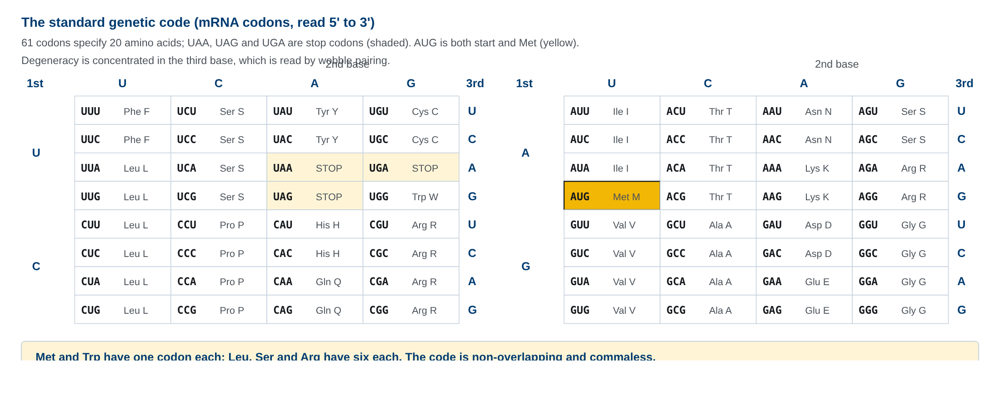 The standard genetic code (mRNA codons, read 5' to 3')
61 codons specify 20 amino acids; UAA, UAG and UGA are stop codons (shaded). AUG is both start and Met (yellow).
Degeneracy is concentrated in the third base, which is read by wobble pairing.
2nd base 2nd base
1st U C A G 3rd 1st U C A G 3rd
UUU Phe F UCU Ser S UAU Tyr Y UGU Cys C U AUU Ile I ACU Thr T AAU Asn N AGU Ser S U
UUC Phe F UCC Ser S UAC Tyr Y UGC Cys C C AUC Ile I ACC Thr T AAC Asn N AGC Ser S C
U A
UUA Leu L UCA Ser S UAA STOP UGA STOP A AUA Ile I ACA Thr T AAA Lys K AGA Arg R A
UUG Leu L UCG Ser S UAG STOP UGG Trp W G AUG Met M ACG Thr T AAG Lys K AGG Arg R G
CUU Leu L CCU Pro P CAU His H CGU Arg R U GUU Val V GCU Ala A GAU Asp D GGU Gly G U
CUC Leu L CCC Pro P CAC His H CGC Arg R C GUC Val V GCC Ala A GAC Asp D GGC Gly G C
C G
CUA Leu L CCA Pro P CAA Gln Q CGA Arg R A GUA Val V GCA Ala A GAA Glu E GGA Gly G A
CUG Leu L CCG Pro P CAG Gln Q CGG Arg R G GUG Val V GCG Ala A GAG Glu E GGG Gly G G
Met and Trp have one codon each; Leu, Ser and Arg have six each. The code is non-overlapping and commaless.